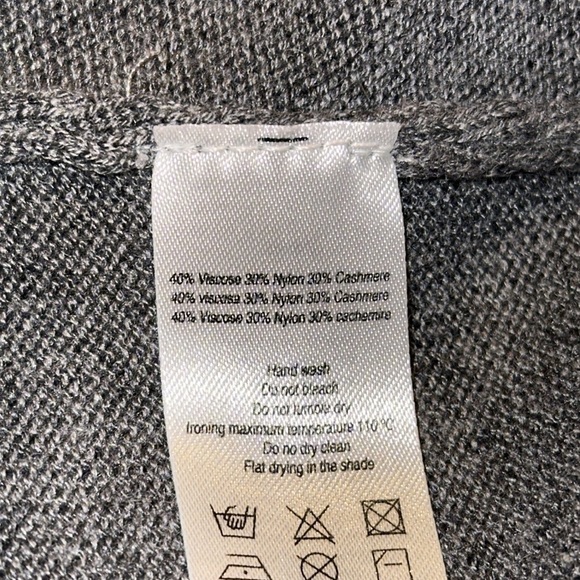 40% Viscose 30% Nylon 30% Cashmere
40% viscosa 30% Nylon 30% Cashmere
40% Viscose 30% Nylon 30% cachemire
Hand wash
Do not bleach
Do not tumble dry
Ironing maximum temperature 110 °C
Do no dry clean
Flat drying in the shade